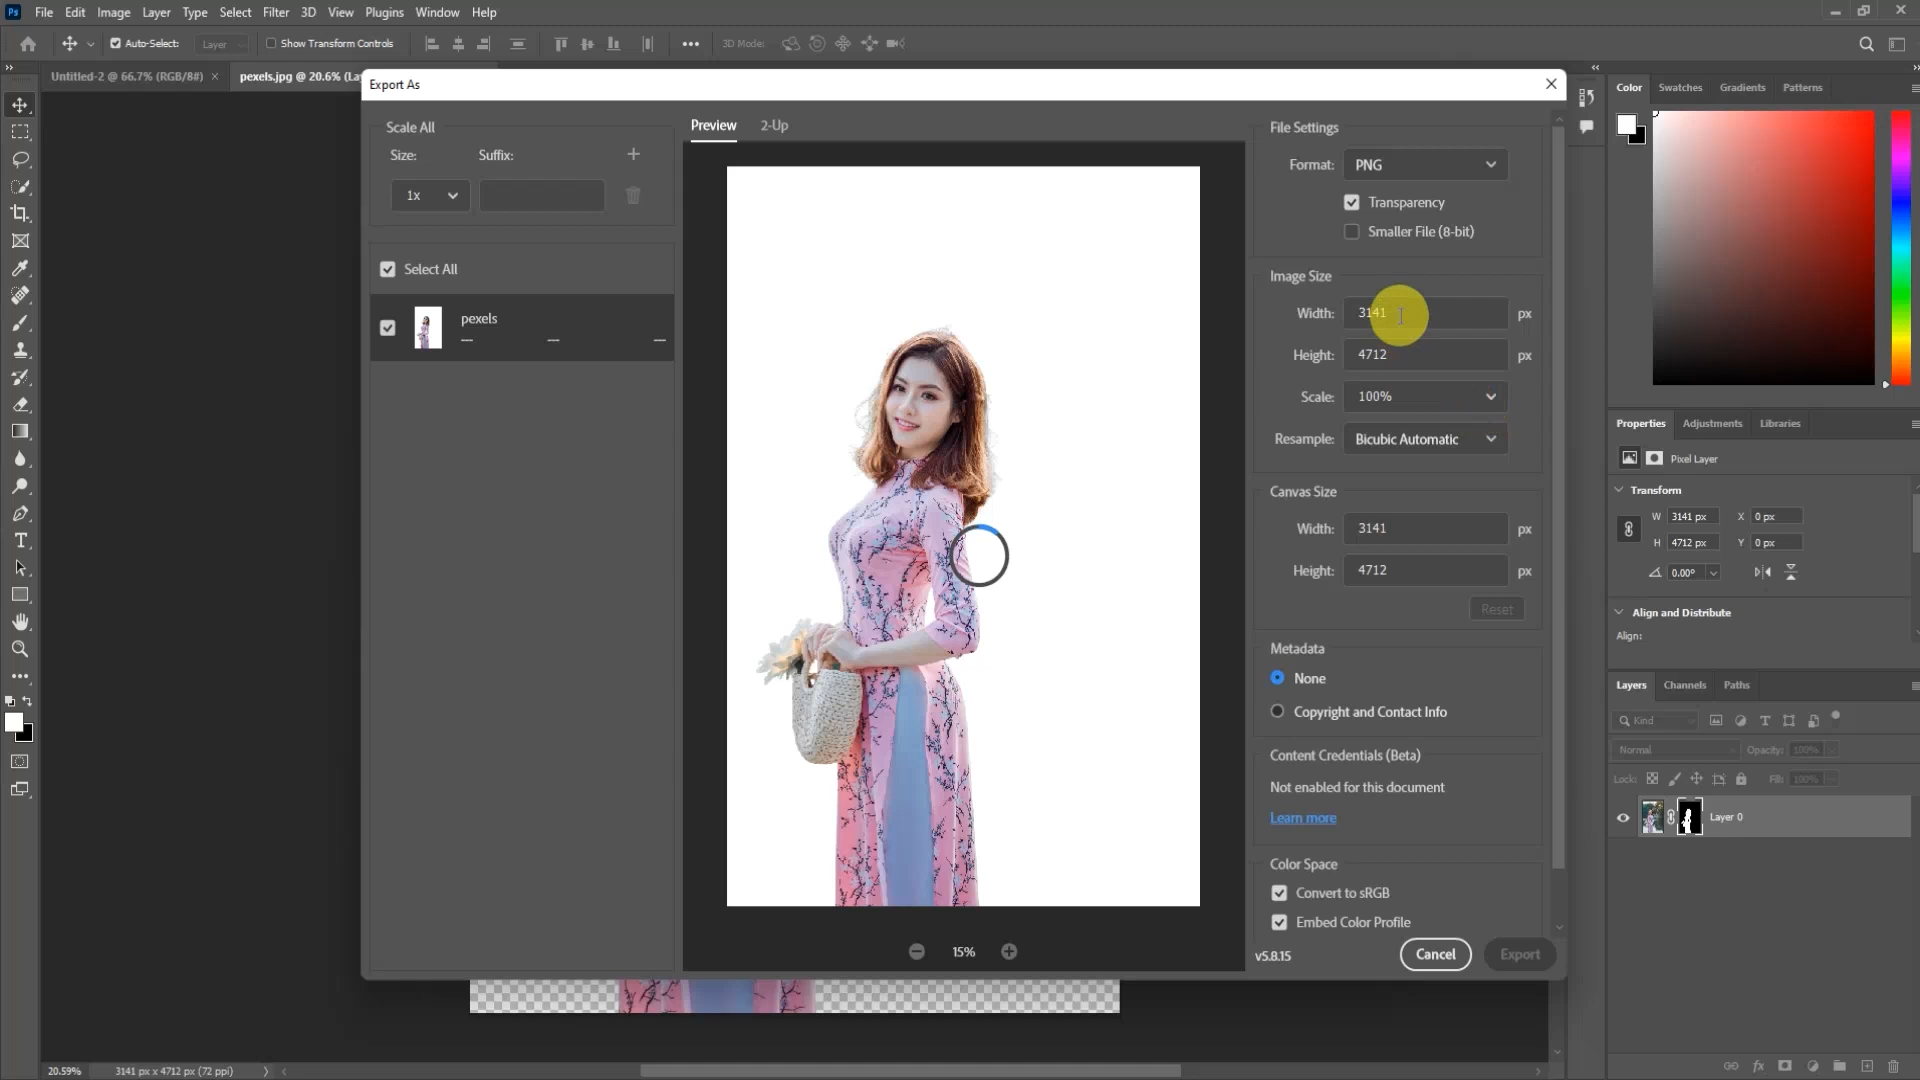 Ps File Edit Image Layer Type Select Filter 3D View Plugins Window Help
Auto-Select: Layer Show Transform Controls 3D Mode:
Untitled-2 @ 66.7% (RGB/8#) × pexels.jpg @ 20.6% (La
Export As
Scale All
Size: Suffix:
1x
Select All
pexels
Preview 2-Up
15%
File Settings
Format: PNG
Transparency
Smaller File (8-bit)
Image Size
Width: 3141 px
Height: 4712 px
Scale: 100%
Resample: Bicubic Automatic
Canvas Size
Width: 3141 px
Height: 4712 px
Reset
Metadata
None
Copyright and Contact Info
Content Credentials (Beta)
Not enabled for this document
Learn more
Color Space
Convert to sRGB
Embed Color Profile
v5.8.15 Cancel Export
Color Swatches Gradients Patterns
Properties Adjustments Libraries
Pixel Layer
Transform
W 3141 px X 0 px
H 4712 px Y 0 px
0.00°
Align and Distribute
Align:
Layers Channels Paths
Kind
Normal Opacity: 100%
Lock: Fill: 100%
Layer 0
fx
20.59% 3141 px x 4712 px (72 ppi)